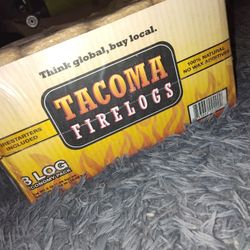 Think global, buy local.
TACOMA
FIRELOGS
FIRESTARTERS
INCLUDED
100% NATURAL
NO WAX ADDITIVES
8 LOG